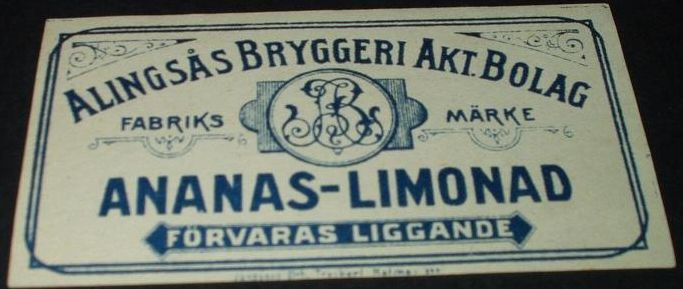 ALINGSÅS BRYGGERI AKT. BOLAG
FABRIKS MÄRKE
ANANAS-LIMONAD
FÖRVARAS LIGGANDE